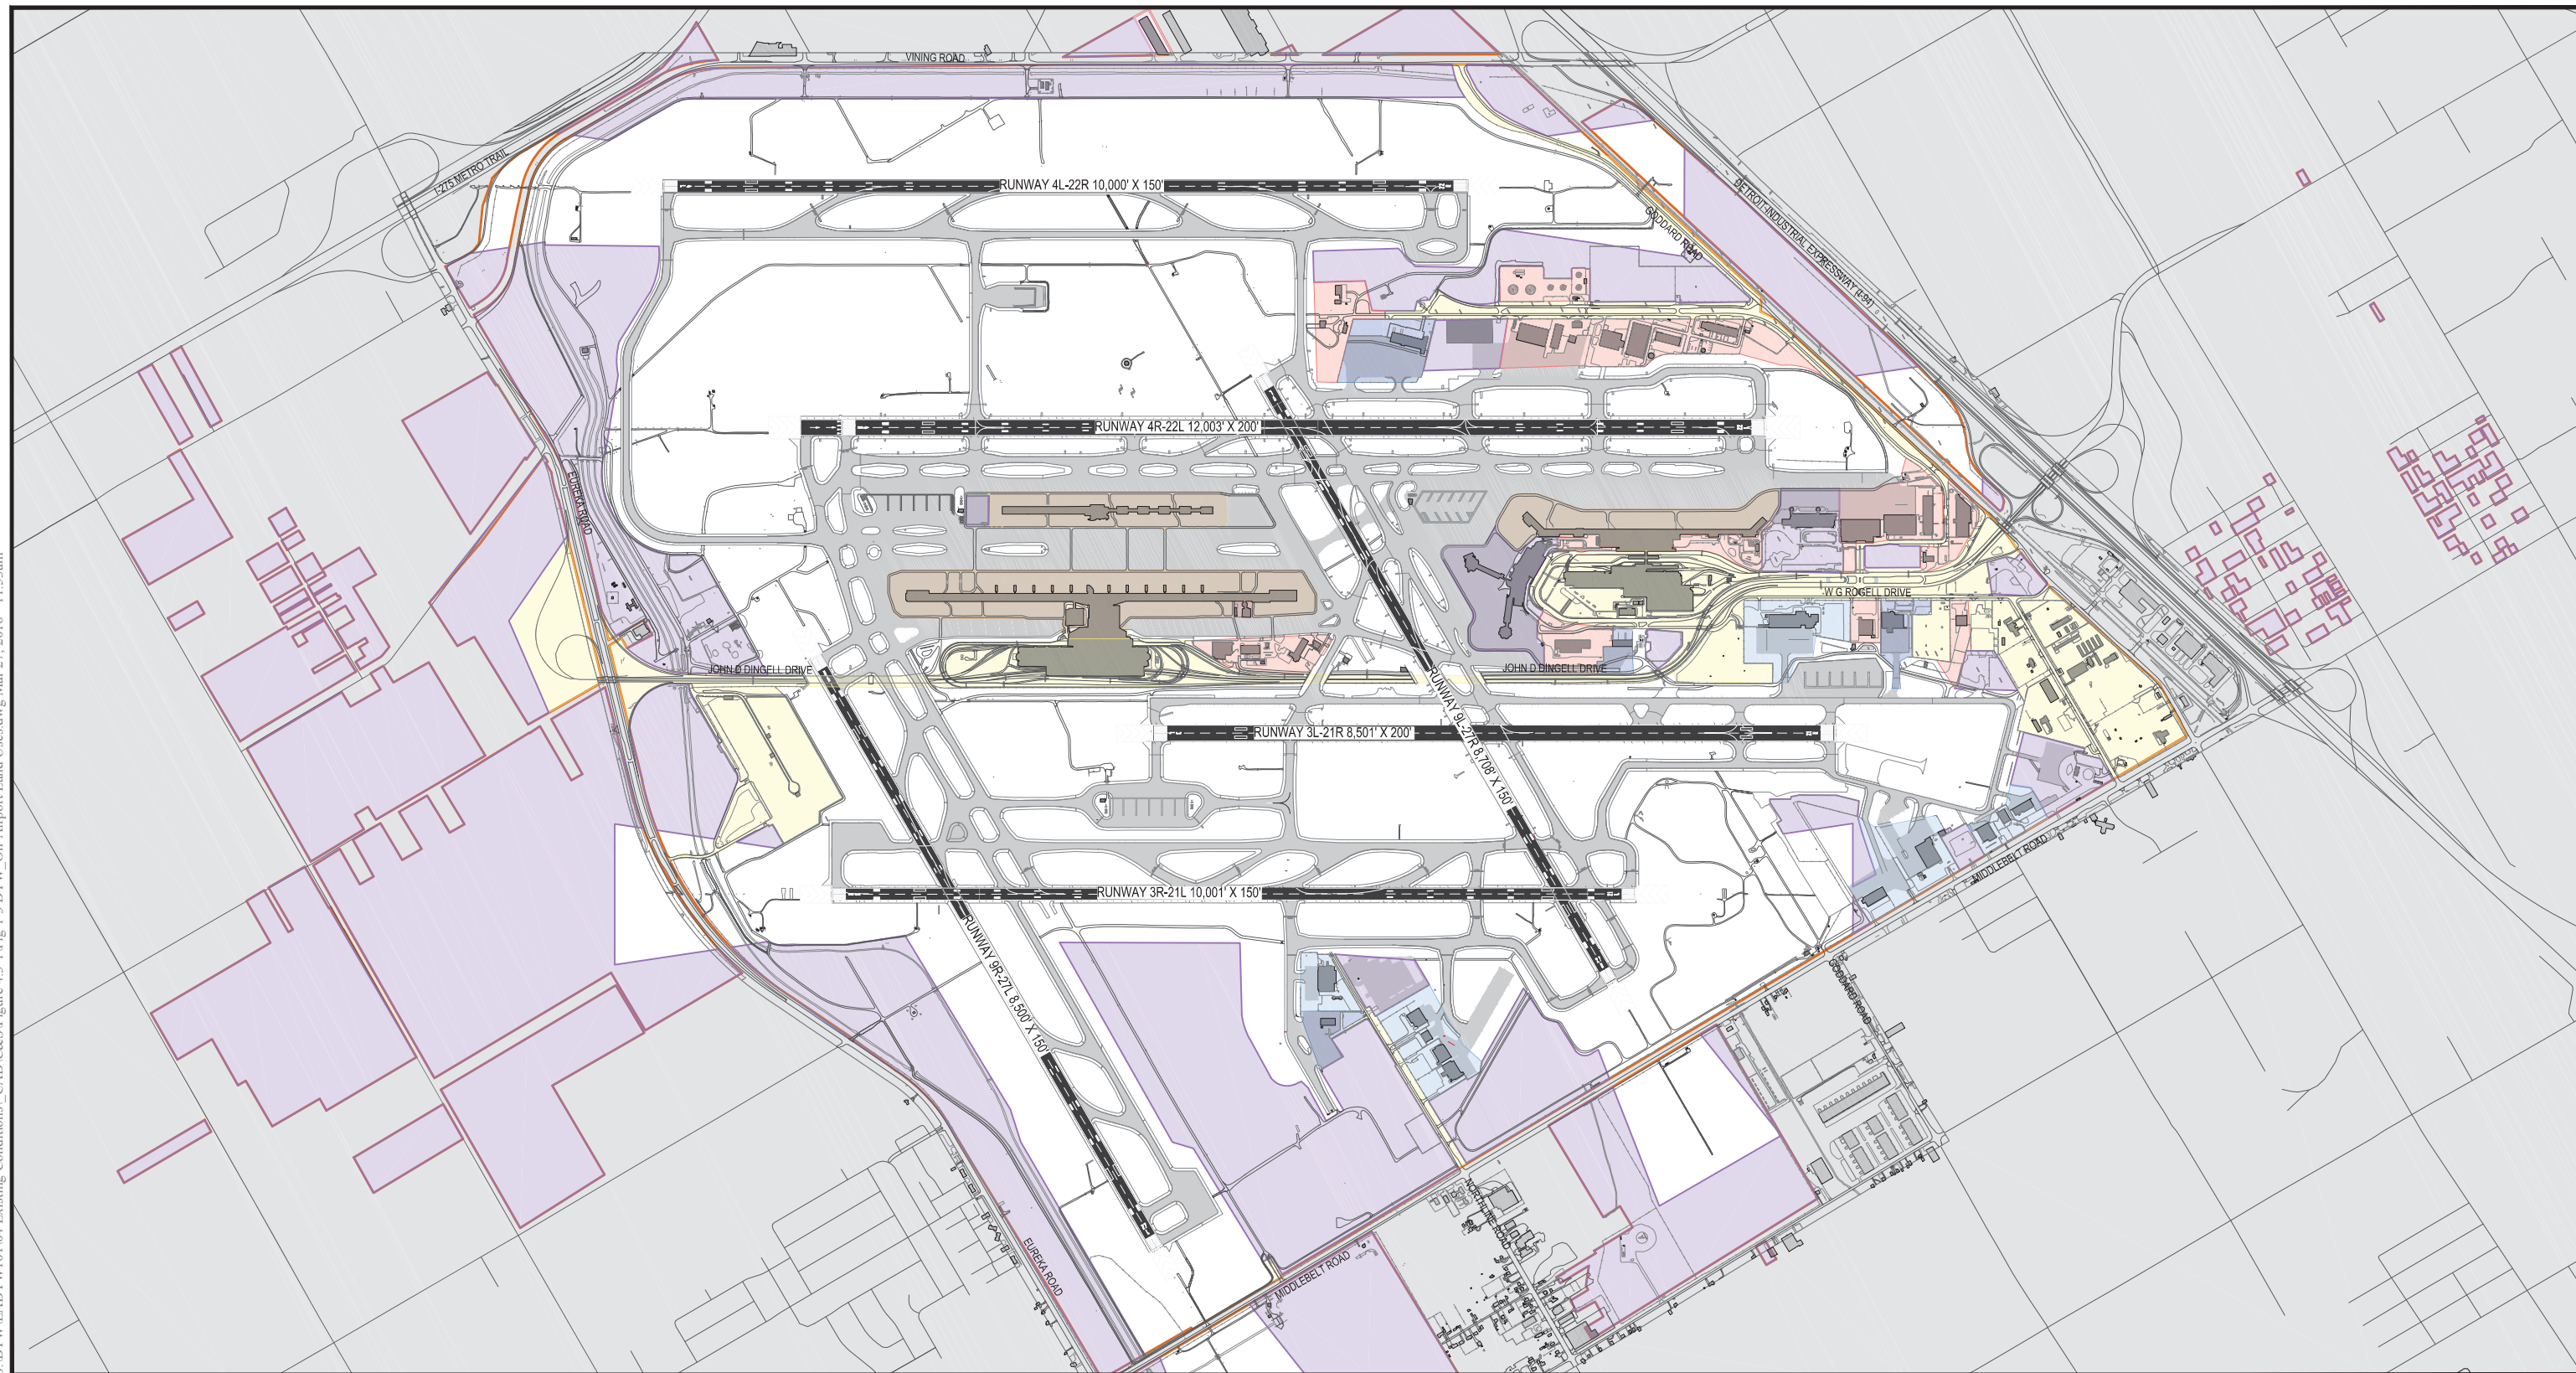 VINING ROAD
I-275 METRO TRAIL
RUNWAY 4L-22R 10,000' X 150'
DETROIT-INDUSTRIAL EXPRESSWAY (I-94)
GODDARD ROAD
RUNWAY 4R-22L 12,003' X 200'
EUREKA ROAD
W G ROGELL DRIVE
JOHN D DINGELL DRIVE
JOHN D DINGELL DRIVE
RUNWAY 9L-27R 8,708' X 150'
RUNWAY 3L-21R 8,501' X 200'
MIDDLEBELT ROAD
RUNWAY 3R-21L 10,001' X 150'
RUNWAY 9R-27L 8,500' X 150'
GODDARD ROAD
NORTHLINE ROAD
EUREKA ROAD
MIDDLEBELT ROAD